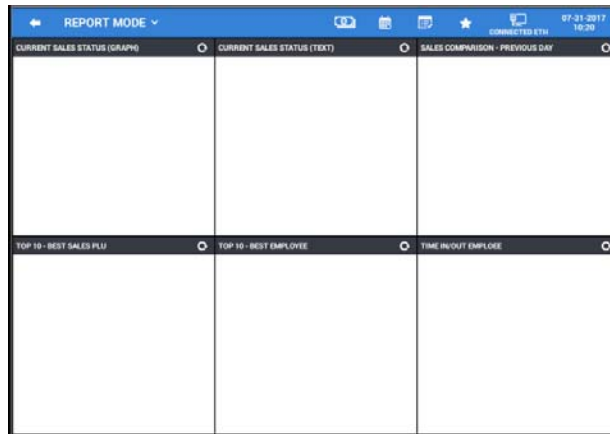 REPORT MODE
CONNECTED ETH
07-31-2017
10:20
CURRENT SALES STATUS (GRAPH)
CURRENT SALES STATUS (TEXT)
SALES COMPARISON - PREVIOUS DAY
TOP 10 - BEST SALES PLU
TOP 10 - BEST EMPLOYEE
TIME IN/OUT EMPLOEE